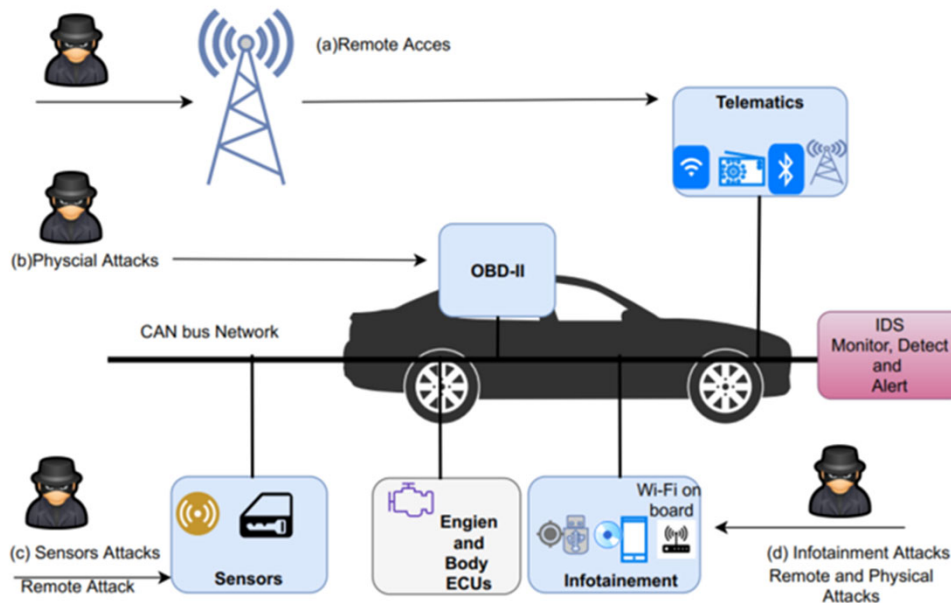 (a)Remote Acces
Telematics
(b)Physcial Attacks
OBD-II
CAN bus Network
IDS
Monitor, Detect
and
Alert
(c) Sensors Attacks
Remote Attack
Sensors
Engien
and
Body
ECUs
Wi-Fi on
board
Infotainement
(d) Infotainment Attacks
Remote and Physical
Attacks